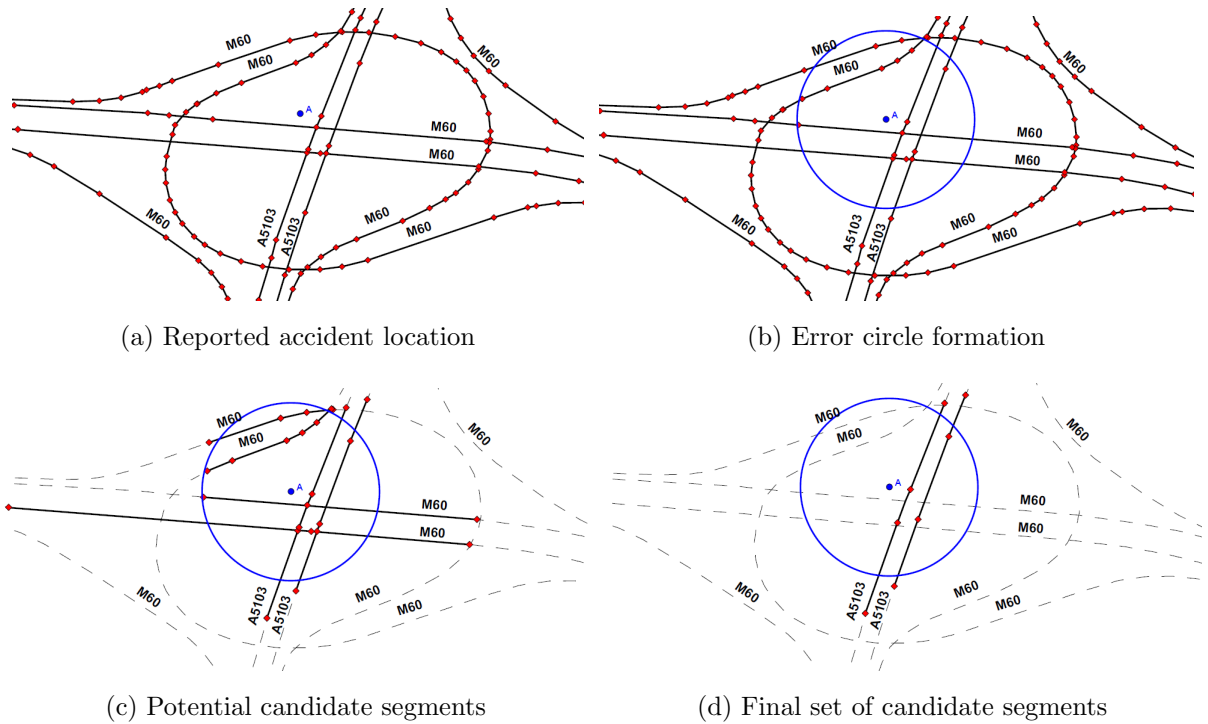 M60
M60
M60
A
M60
M60
M60
A5103
A5103
M60
M60
(a) Reported accident location
M60
M60
M60
A
M60
M60
M60
A5103
A5103
M60
M60
(b) Error circle formation
M60
M60
M60
A
M60
M60
M60
A5103
A5103
M60
M60
(c) Potential candidate segments
M60
M60
M60
A
M60
M60
M60
A5103
A5103
M60
M60
(d) Final set of candidate segments